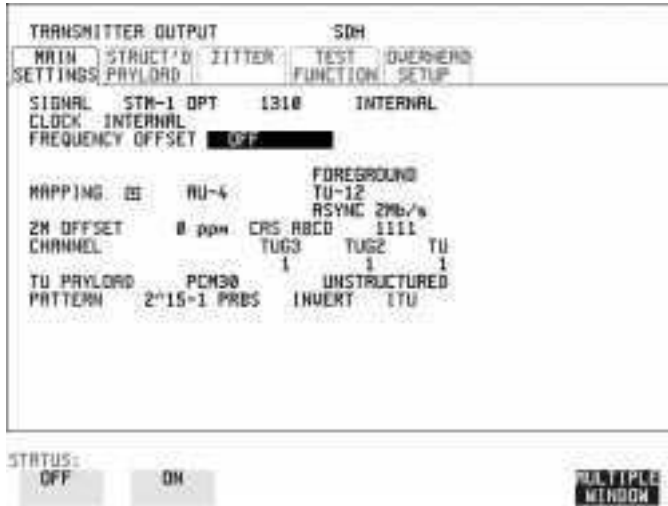 TRANSMITTER OUTPUT SDH
MAIN SETTINGS STRUCT'D PAYLOAD JITTER TEST FUNCTION OVERHEAD SETUP
SIGNAL STM-1 OPT 1310 INTERNAL
CLOCK INTERNAL
FREQUENCY OFFSET OFF
FOREGROUND
MAPPING AU-4 TU-12
ASYNC 2Mb/s
2M OFFSET 0 ppm CAS ABCD 1111
CHANNEL TUG3 TUG2 TU
1 1 1
TU PAYLOAD PCM30 UNSTRUCTURED
PATTERN 2^15-1 PRBS INVERT ITU
STATUS:
OFF ON MULTIPLE WINDOW